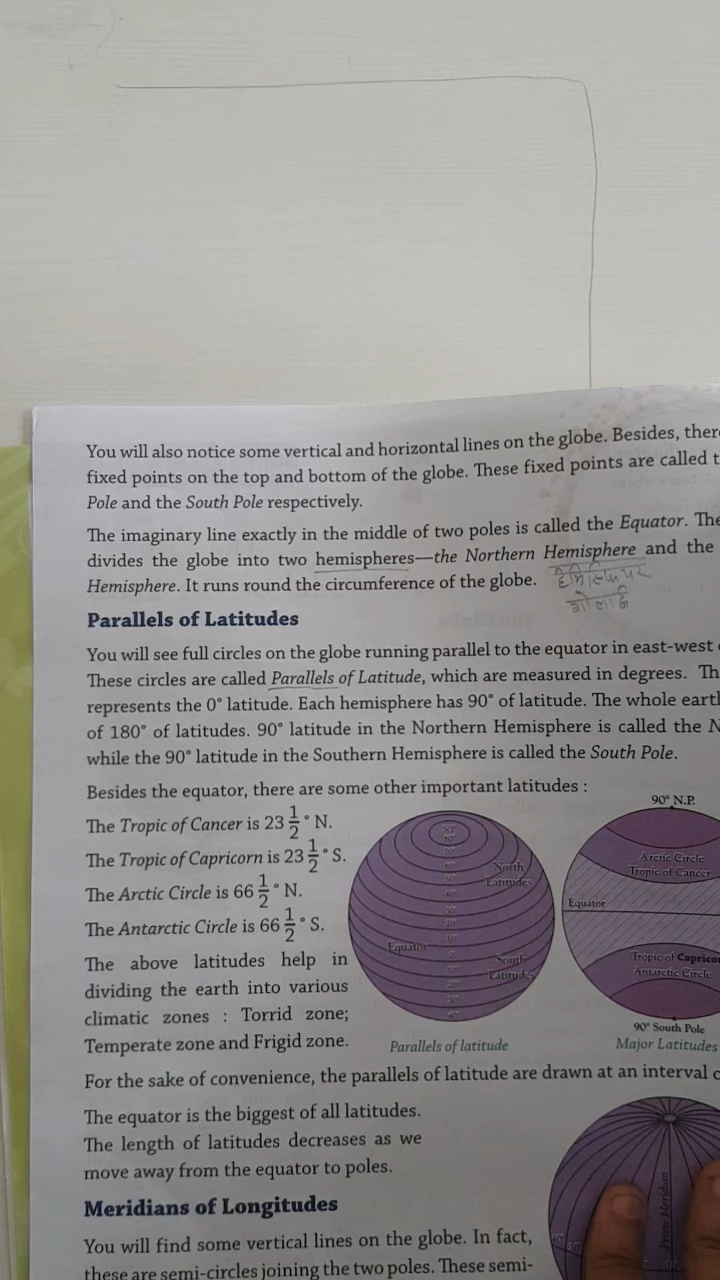 You will also notice some vertical and horizontal lines on the globe. Besides, ther
fixed points on the top and bottom of the globe. These fixed points are called t
Pole and the South Pole respectively.
The imaginary line exactly in the middle of two poles is called the Equator. The
divides the globe into two hemispheres—the Northern Hemisphere and the
Hemisphere. It runs round the circumference of the globe.
Parallels of Latitudes
You will see full circles on the globe running parallel to the equator in east-west
These circles are called Parallels of Latitude, which are measured in degrees. Th
represents the 0° latitude. Each hemisphere has 90° of latitude. The whole eart
of 180° of latitudes. 90° latitude in the Northern Hemisphere is called the N
while the 90° latitude in the Southern Hemisphere is called the South Pole.
Besides the equator, there are some other important latitudes :
The Tropic of Cancer is 23 1/2° N.
The Tropic of Capricorn is 23 1/2° S.
The Arctic Circle is 66 1/2° N.
The Antarctic Circle is 66 1/2° S.
The above latitudes help in
dividing the earth into various
climatic zones : Torrid zone;
Temperate zone and Frigid zone.
North
Latitudes
Equator
South
Latitudes
Parallels of latitude
90° N.P.
Arctic Circle
Tropic of Cancer
Equator
Tropic of Caprico
Antarctic Circle
90° South Pole
Major Latitudes
For the sake of convenience, the parallels of latitude are drawn at an interval
The equator is the biggest of all latitudes.
The length of latitudes decreases as we
move away from the equator to poles.
Prime Meridian
Meridians of Longitudes
You will find some vertical lines on the globe. In fact,
these are semi-circles joining the two poles. These semi-